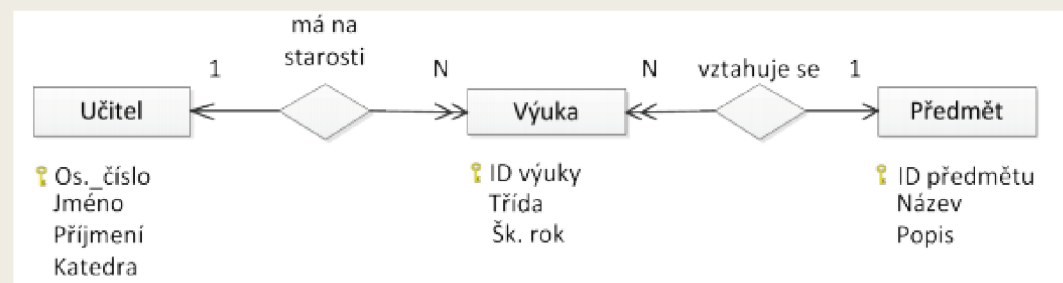 má na
starosti
1
N
N
vztahuje se
1
Učitel
Výuka
Předmět
Os._číslo
Jméno
Příjmení
Katedra
ID výuky
Třída
Šk. rok
ID předmětu
Název
Popis